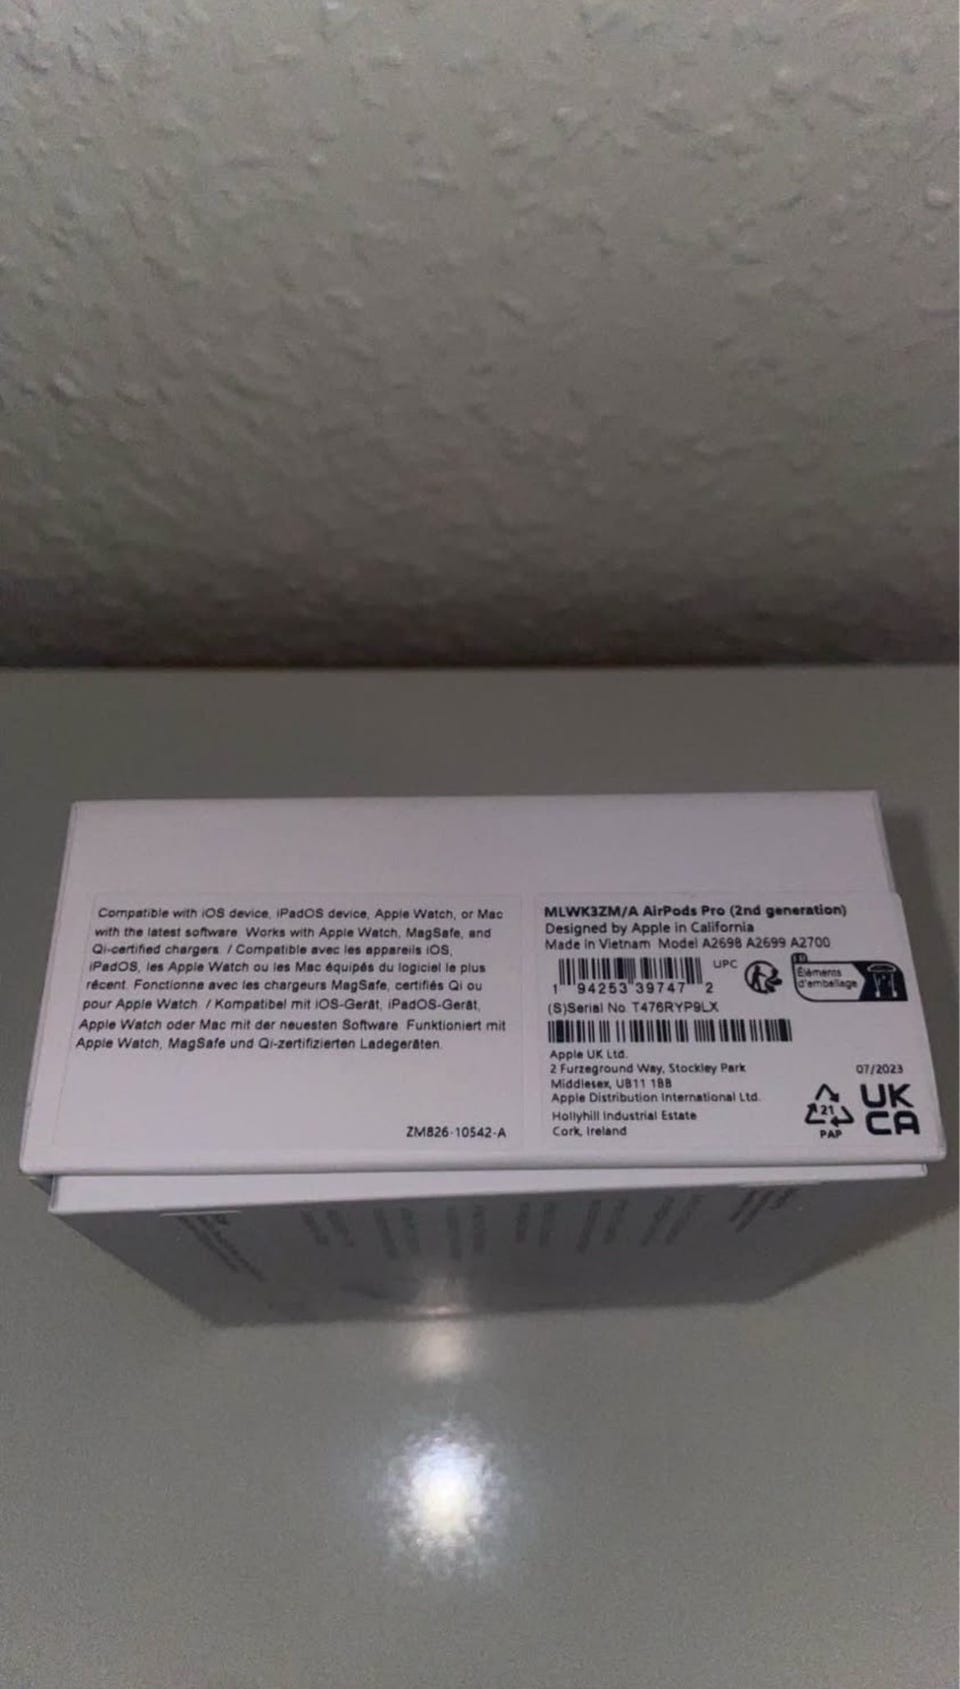 Compatible with iOS device, iPadOS device, Apple Watch, or Mac
with the latest software. Works with Apple Watch, MagSafe, and
Qi-certified chargers. / Compatible avec les appareils iOS,
iPadOS, les Apple Watch ou les Mac équipés du logiciel le plus
récent. Fonctionne avec les chargeurs MagSafe, certifiés Qi ou
pour Apple Watch. / Kompatibel mit iOS-Gerät, iPadOS-Gerät,
Apple Watch oder Mac mit der neuesten Software. Funktioniert mit
Apple Watch, MagSafe und Qi-zertifizierten Ladegeräten.
ZM826-10542-A
MLWK3ZM/A AirPods Pro (2nd generation)
Designed by Apple in California
Made in Vietnam Model A2698 A2699 A2700
UPC
1 94253 39747 2
Éléments
d'emballage
(S)Serial No. T476RYP9LX
Apple UK Ltd.
2 Furzeground Way, Stockley Park
Middlesex, UB11 1BB
Apple Distribution International Ltd.
Hollyhill Industrial Estate
Cork, Ireland
07/2023
21
PAP
UK
CA